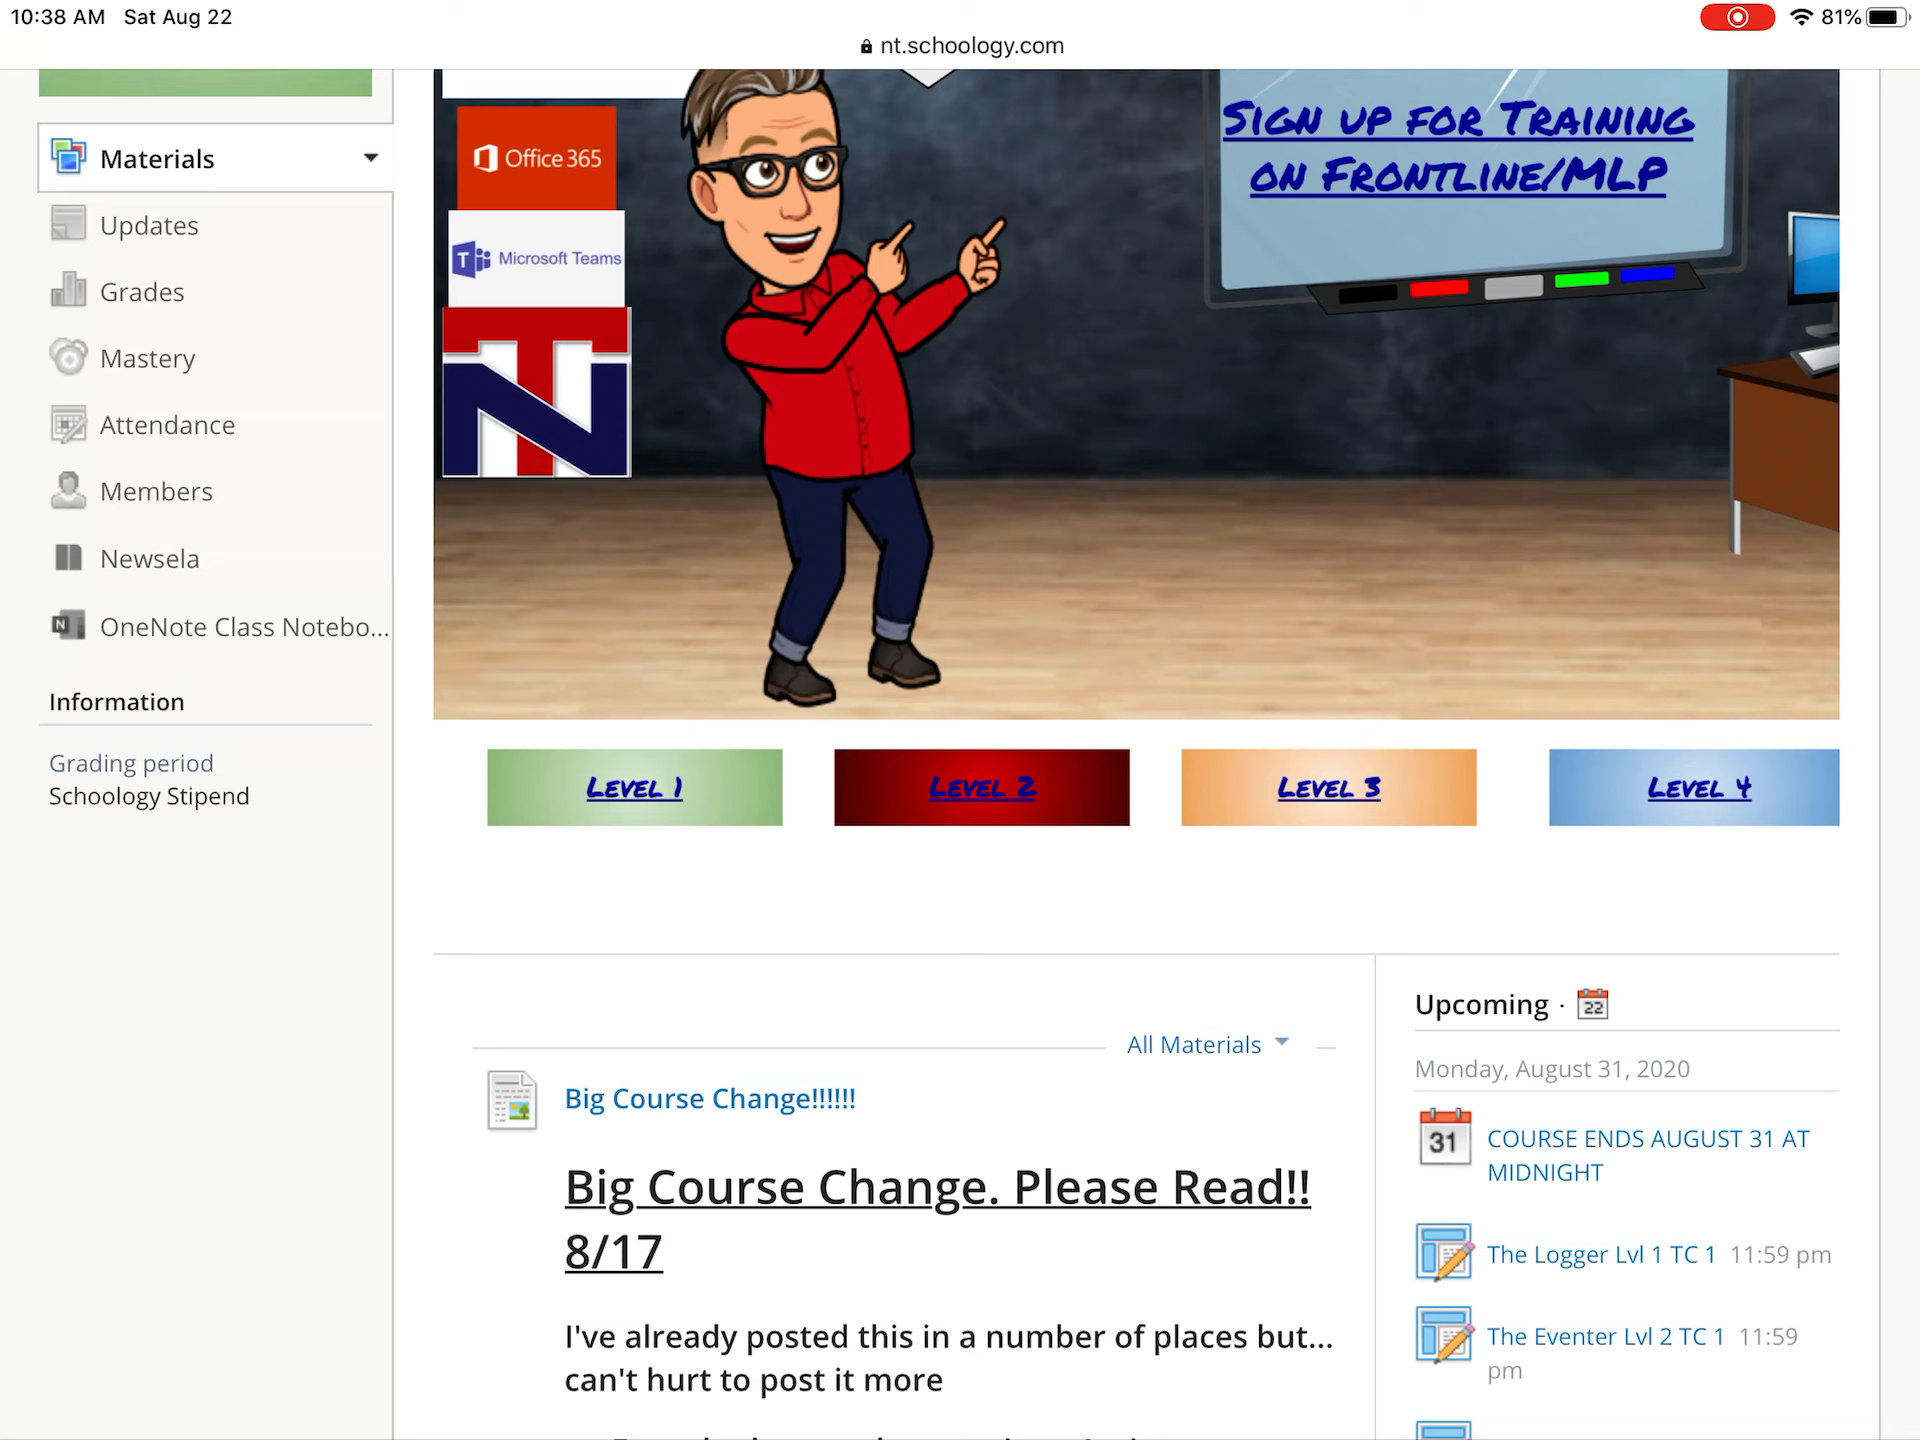 10:38 AM Sat Aug 22
81%
nt.schoology.com
Materials
Updates
Grades
Mastery
Attendance
Members
Newsela
OneNote Class Notebo...
Information
Grading period
Schoology Stipend
Office 365
Microsoft Teams
NT
Sign up for Training
on Frontline/MLP
Level 1
Level 2
Level 3
Level 4
All Materials
Big Course Change!!!!!!
Big Course Change. Please Read!!
8/17
I've already posted this in a number of places but...
can't hurt to post it more
Upcoming · 22
Monday, August 31, 2020
31
COURSE ENDS AUGUST 31 AT
MIDNIGHT
The Logger Lvl 1 TC 1 11:59 pm
The Eventer Lvl 2 TC 1 11:59
pm